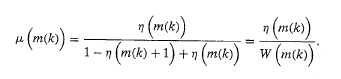 μ(m(k)) = η(m(k)) / (1 − η(m(k) + 1) + η(m(k))) = η(m(k)) / W(m(k)).